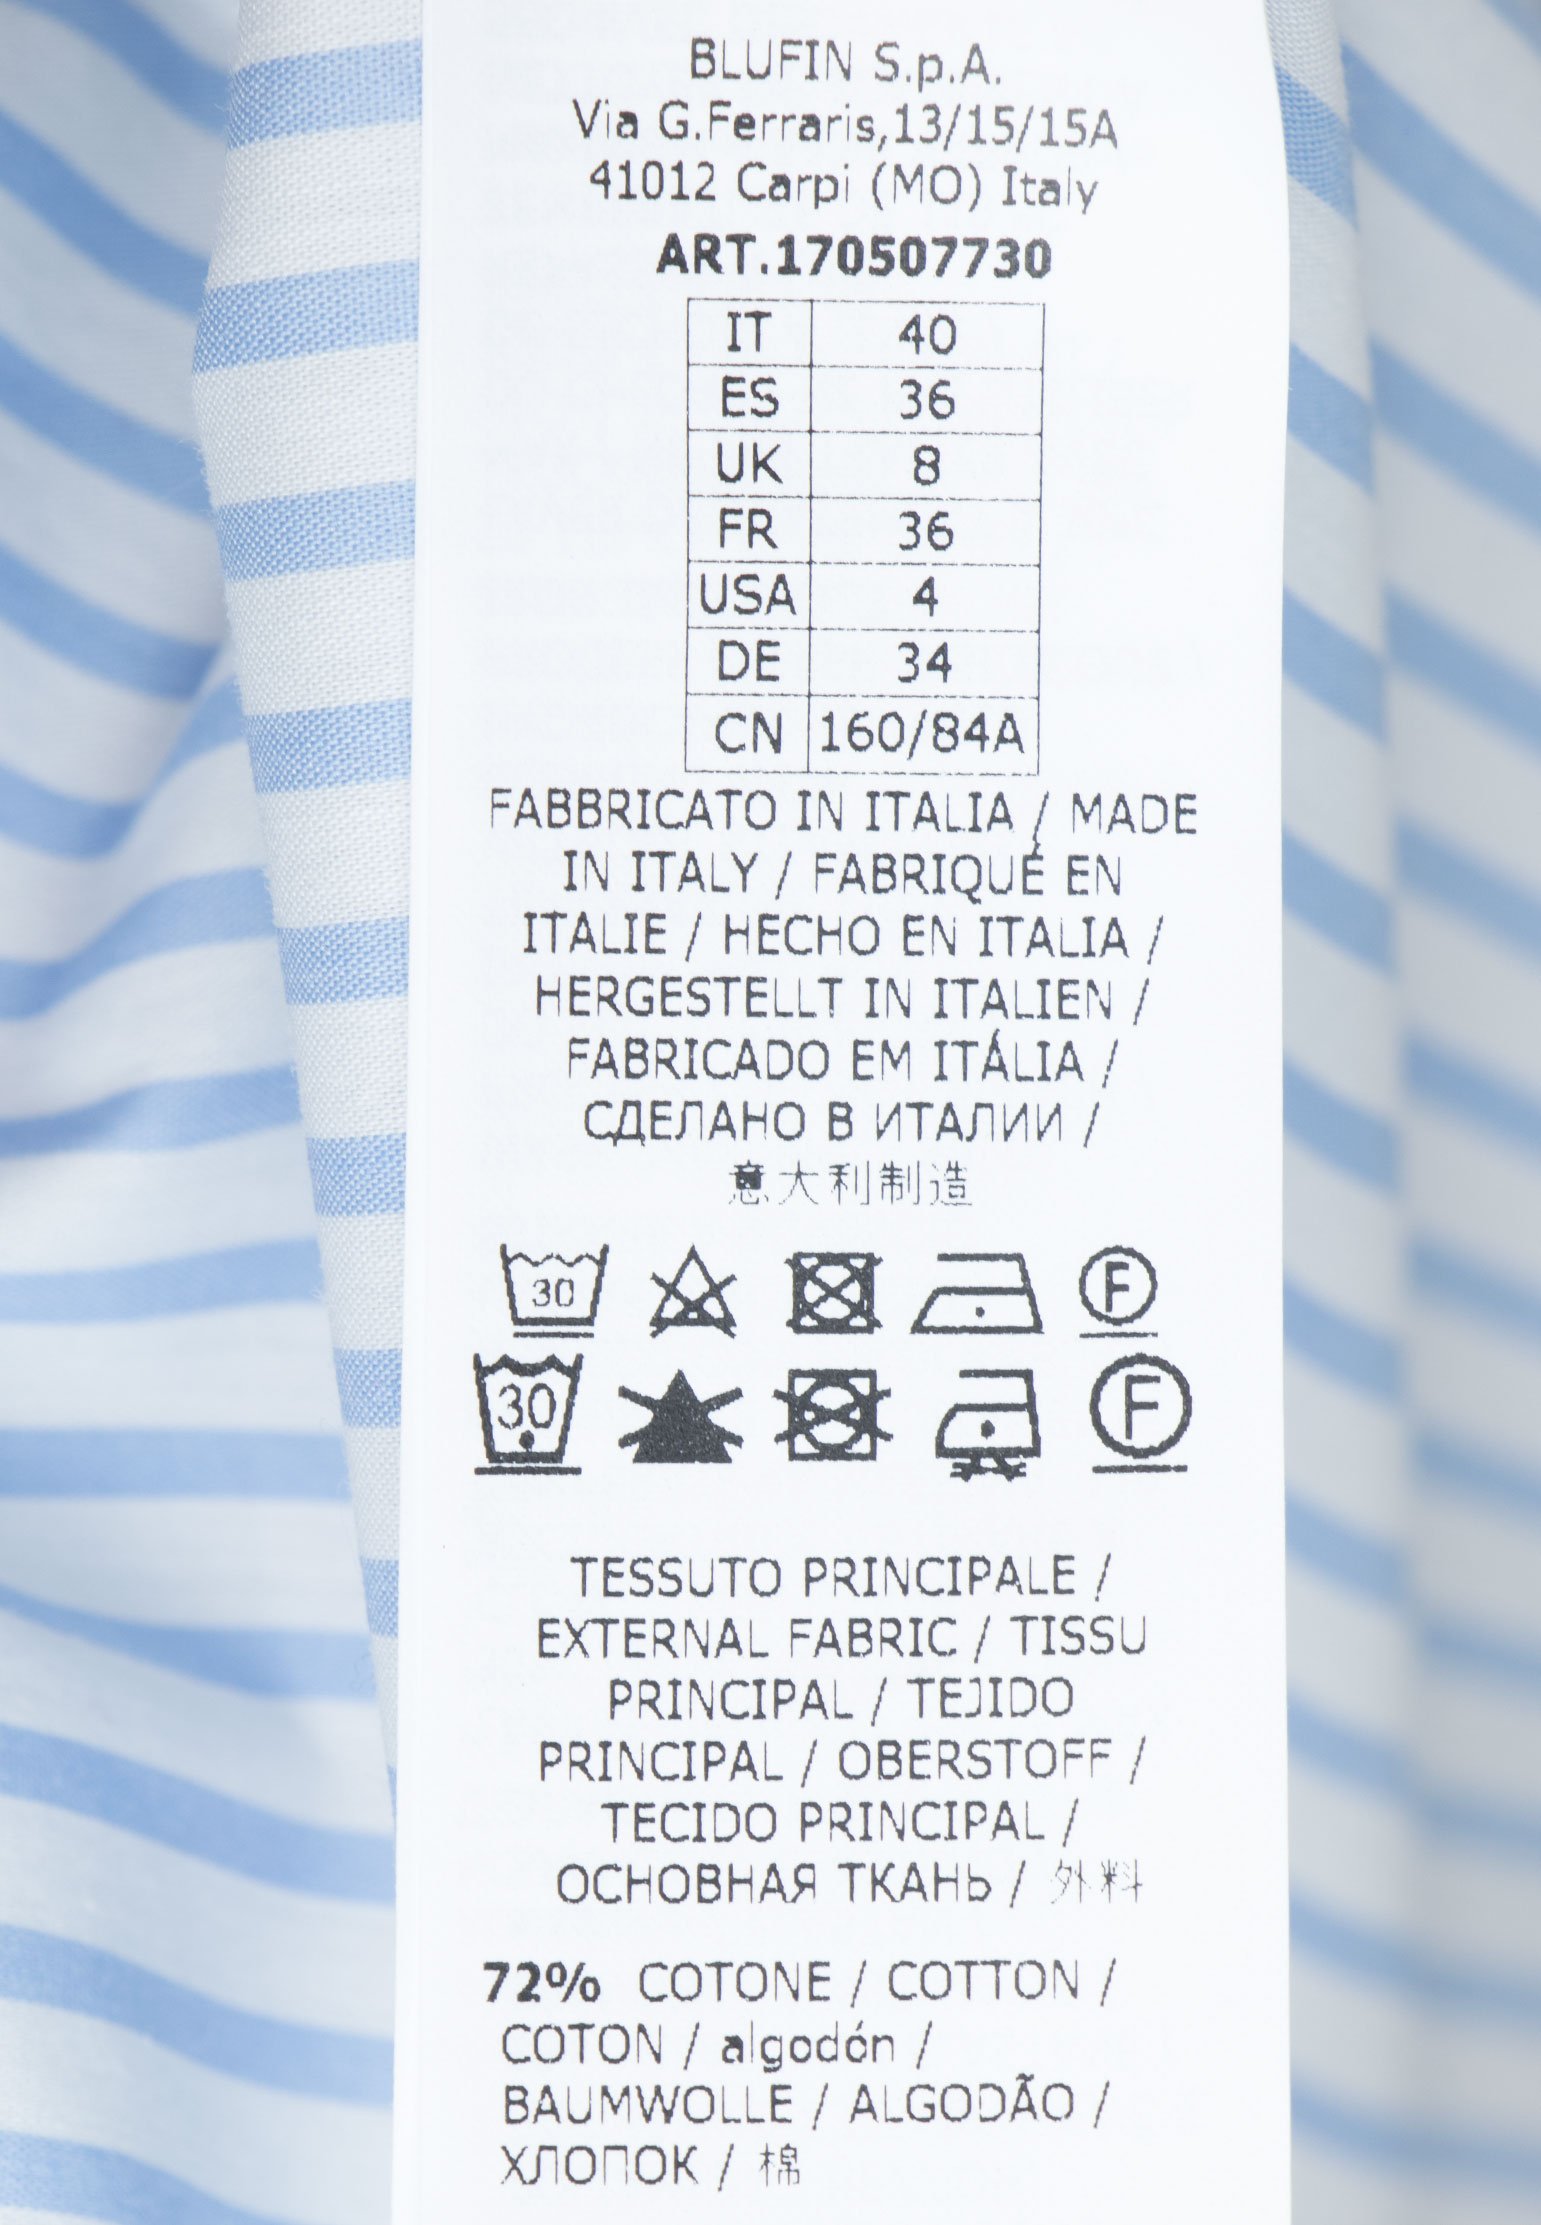 BLUFIN S.p.A.
Via G.Ferraris,13/15/15A
41012 Carpi (MO) Italy
ART.170507730
IT 40
ES 36
UK 8
FR 36
USA 4
DE 34
CN 160/84A
FABBRICATO IN ITALIA / MADE
IN ITALY / FABRIQUÉ EN
ITALIE / HECHO EN ITALIA /
HERGESTELLT IN ITALIEN /
FABRICADO EM ITÁLIA /
СДЕЛАНО В ИТАЛИИ /
意大利制造
30 F
30 F
TESSUTO PRINCIPALE /
EXTERNAL FABRIC / TISSU
PRINCIPAL / TEJIDO
PRINCIPAL / OBERSTOFF /
TECIDO PRINCIPAL /
ОСНОВНАЯ ТКАНЬ / 外料
72% COTONE / COTTON /
COTON / algodón /
BAUMWOLLE / ALGODÃO /
ХЛОПОК / 棉